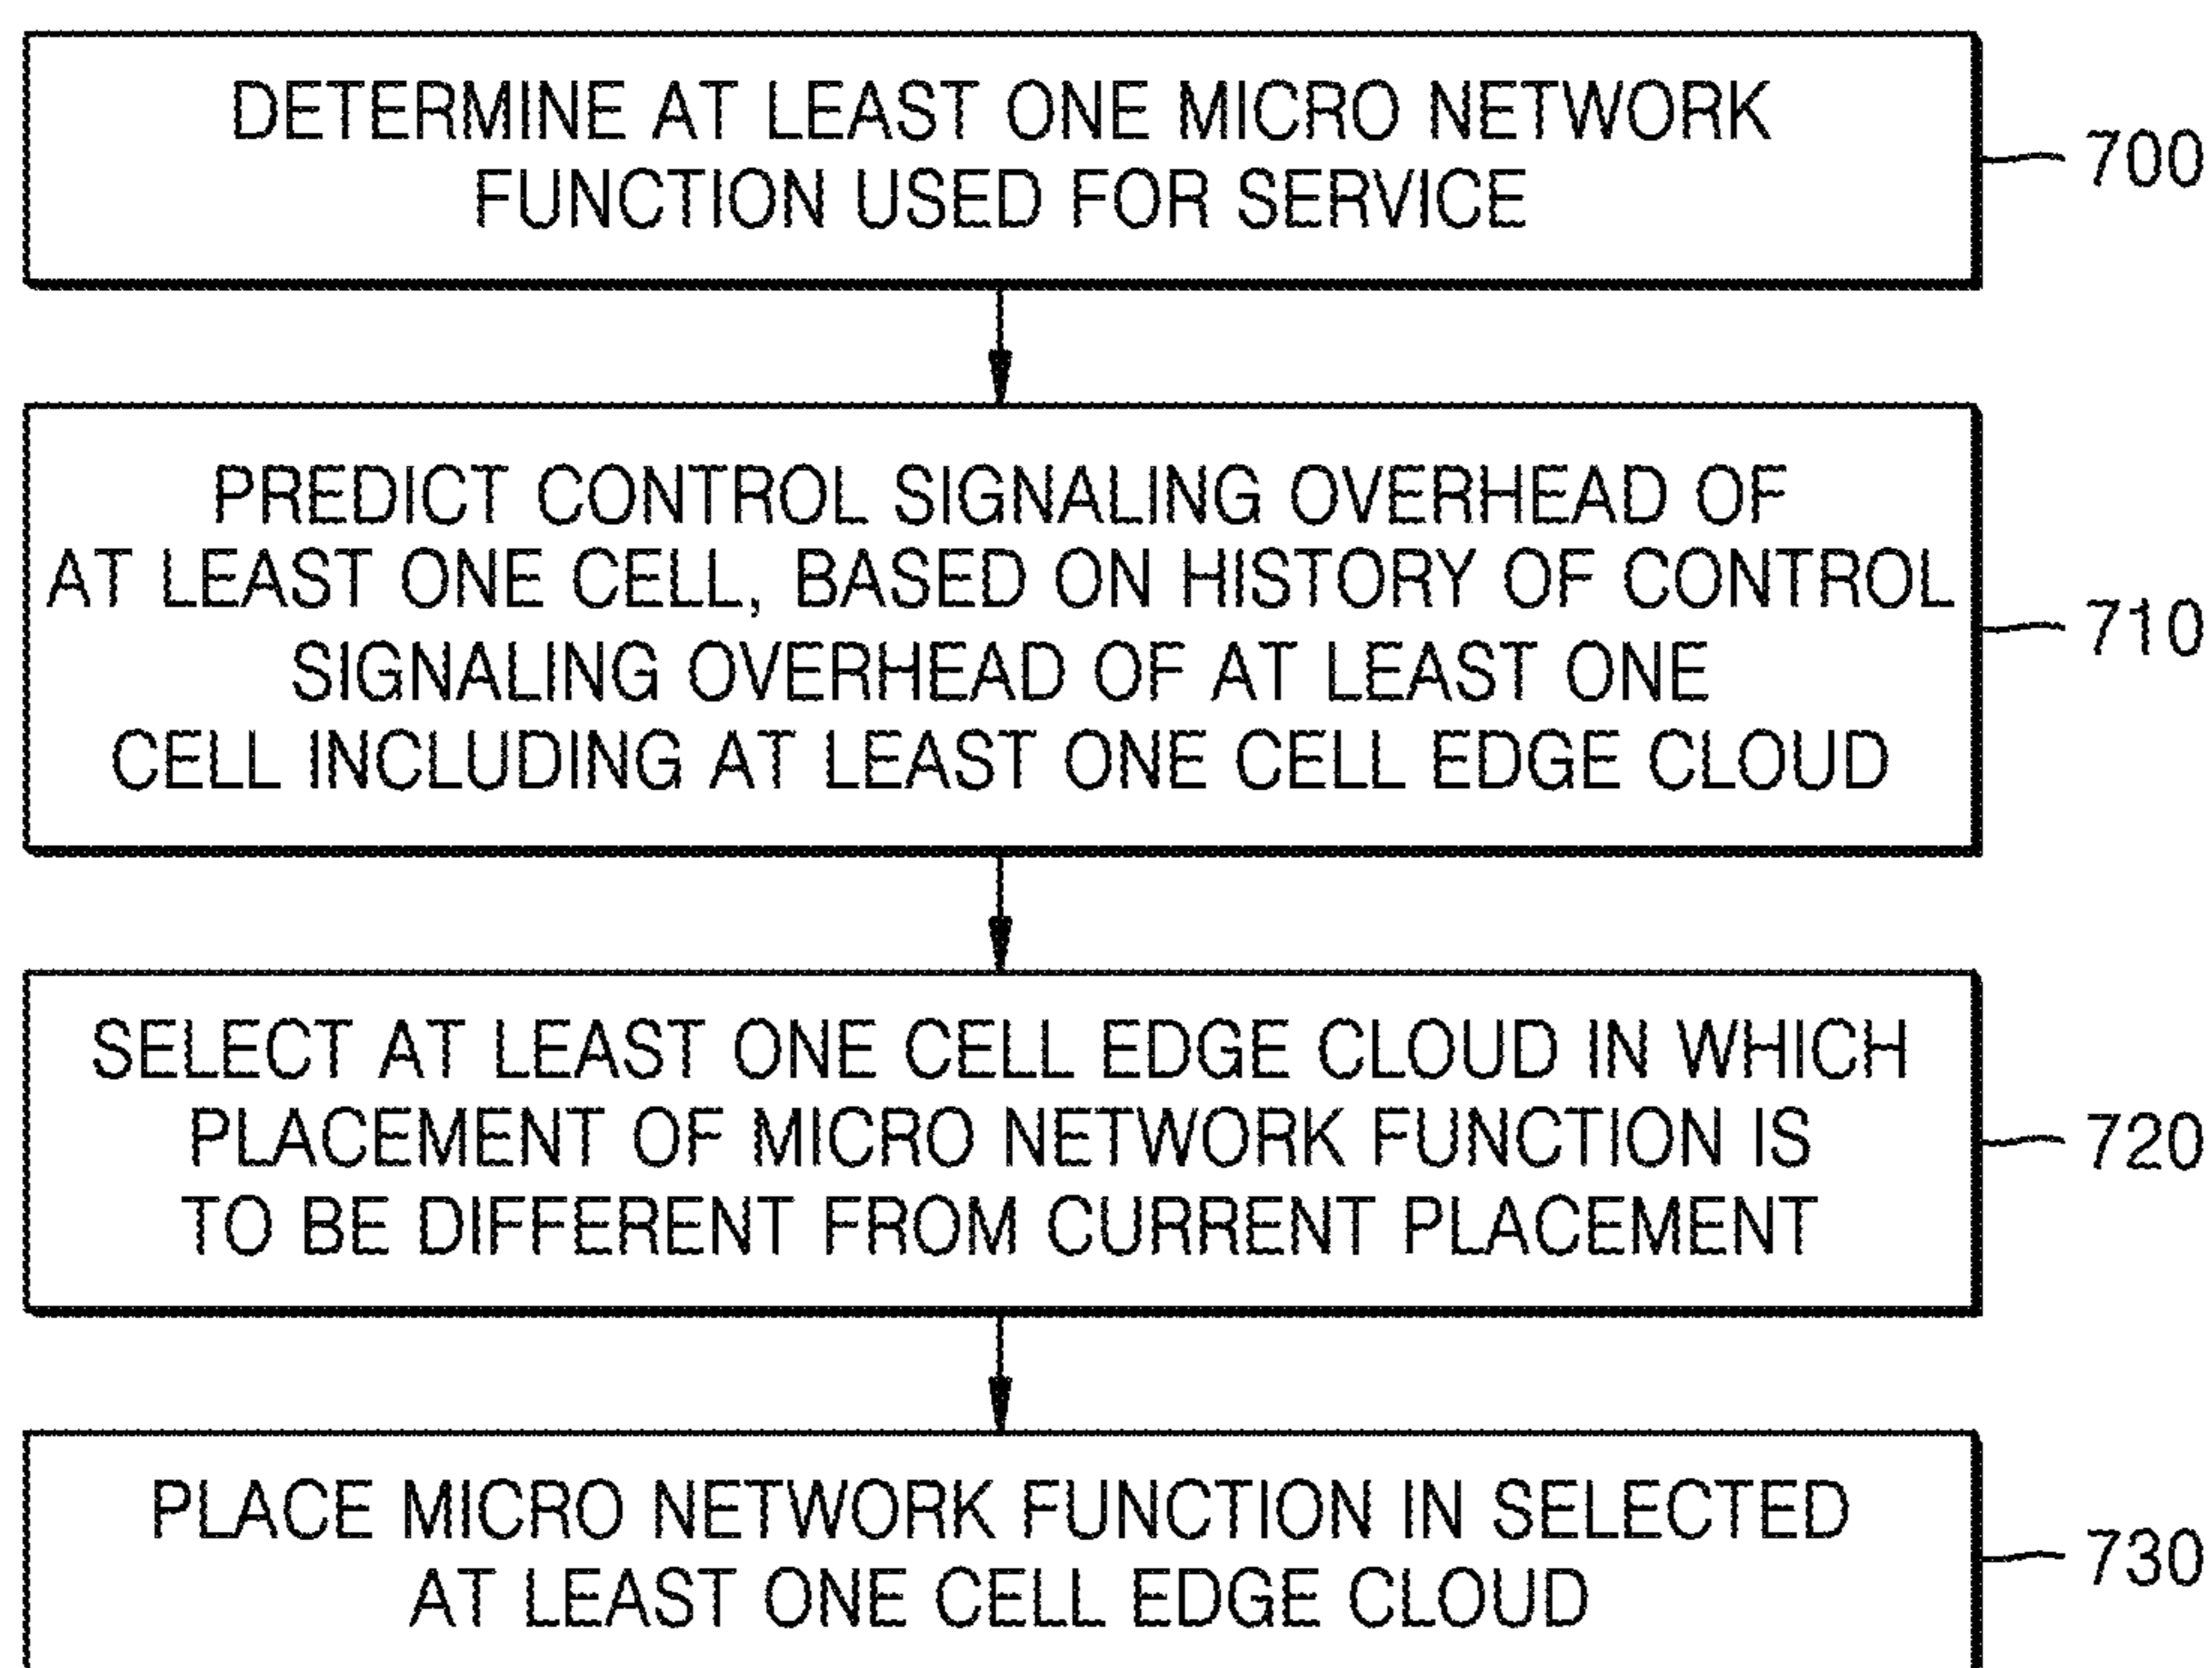 DETERMINE AT LEAST ONE MICRO NETWORK
FUNCTION USED FOR SERVICE
700
PREDICT CONTROL SIGNALING OVERHEAD OF
AT LEAST ONE CELL, BASED ON HISTORY OF CONTROL
SIGNALING OVERHEAD OF AT LEAST ONE
CELL INCLUDING AT LEAST ONE CELL EDGE CLOUD
710
SELECT AT LEAST ONE CELL EDGE CLOUD IN WHICH
PLACEMENT OF MICRO NETWORK FUNCTION IS
TO BE DIFFERENT FROM CURRENT PLACEMENT
720
PLACE MICRO NETWORK FUNCTION IN SELECTED
AT LEAST ONE CELL EDGE CLOUD
730